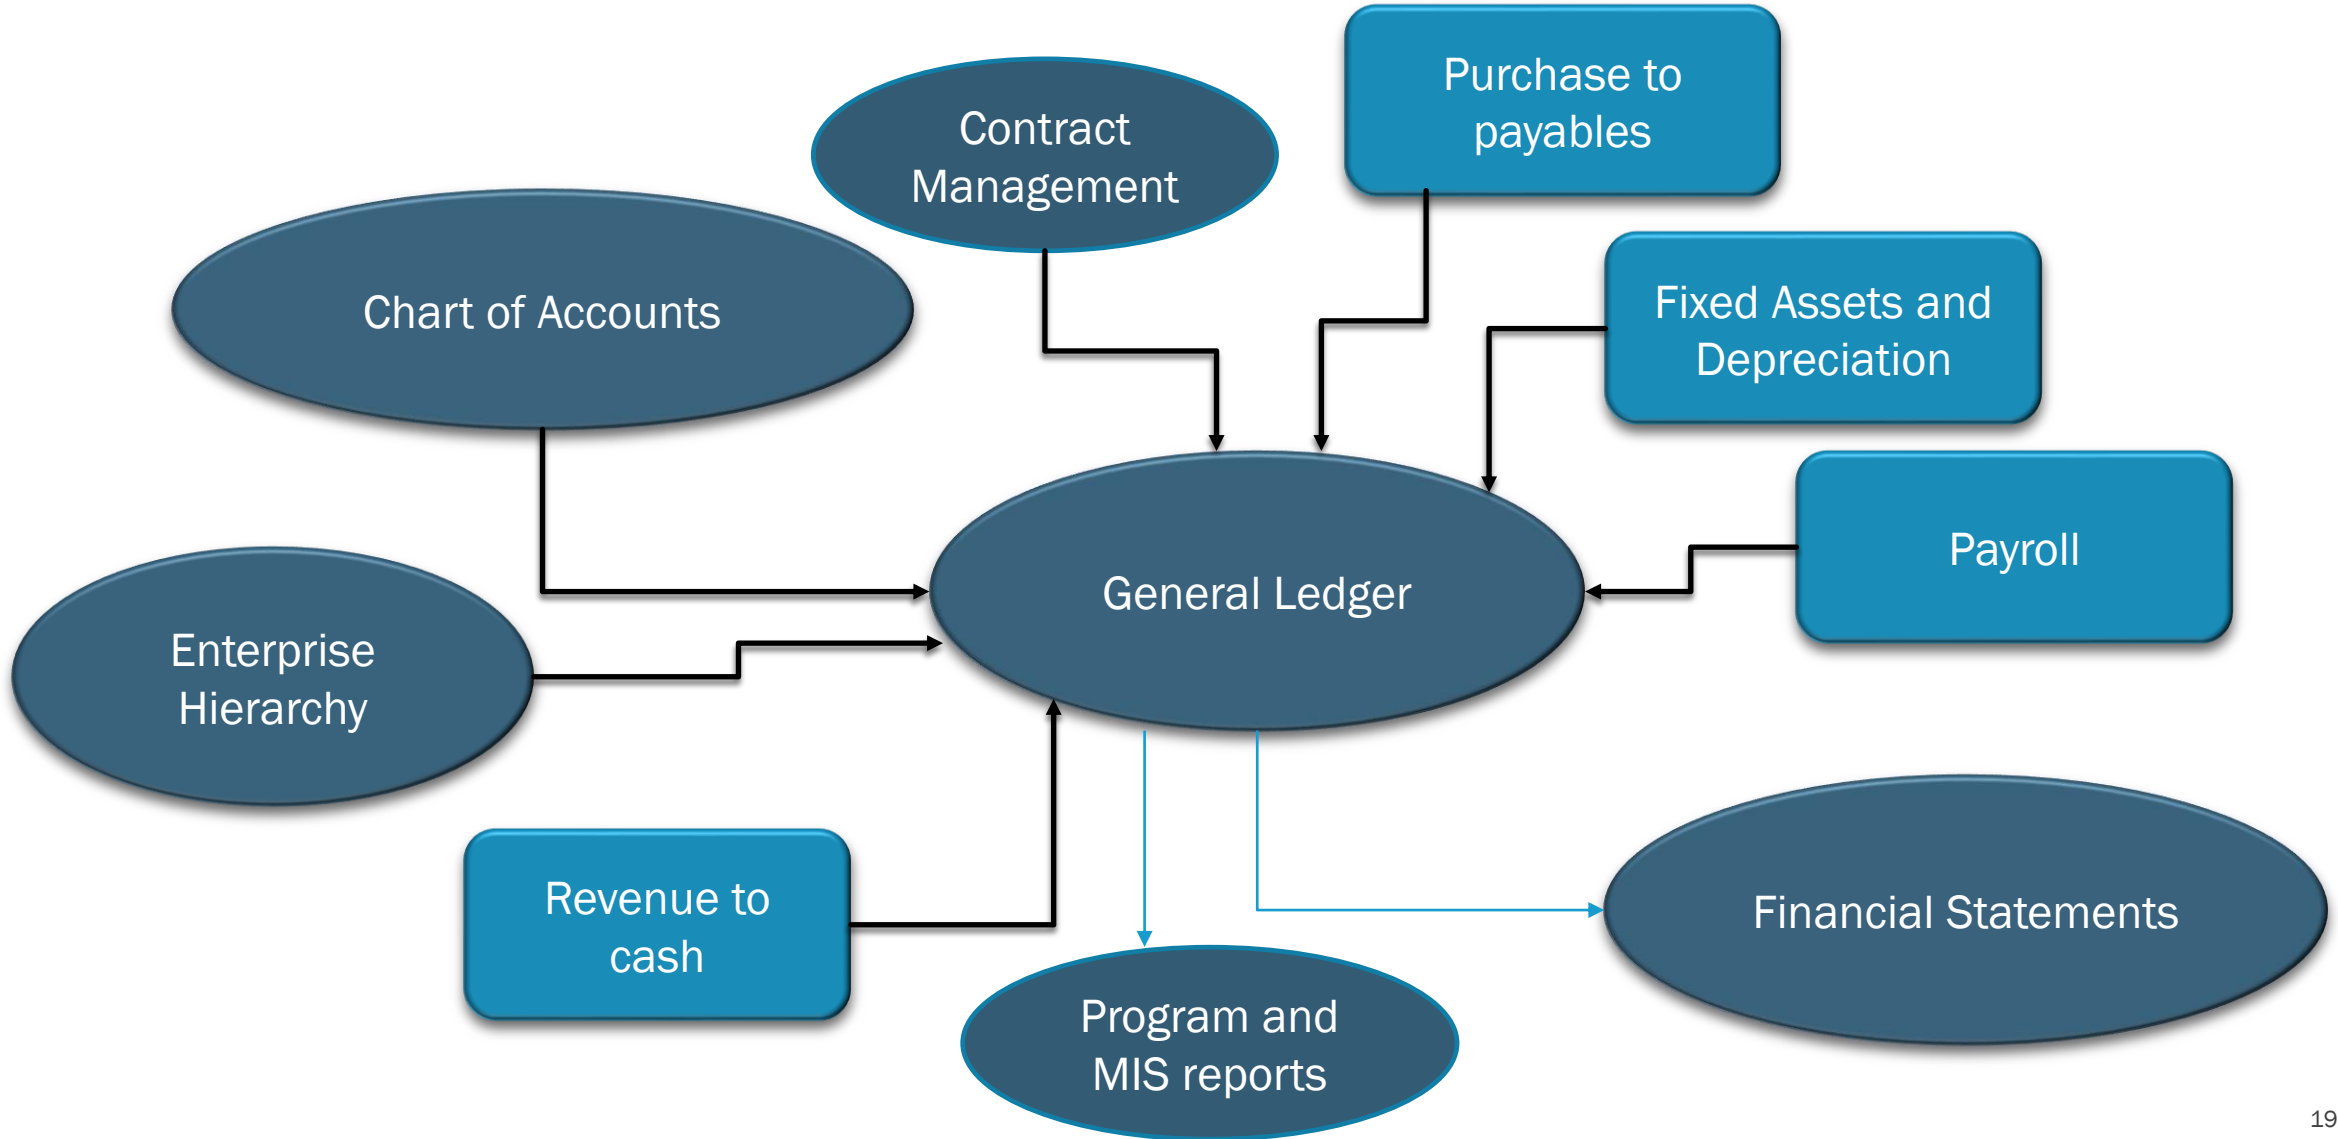 Purchase to
payables
Contract
Management
Fixed Assets and
Depreciation
Chart of Accounts
Payroll
General Ledger
Enterprise
Hierarchy
Revenue to
cash
Financial Statements
Program and
MIS reports
19